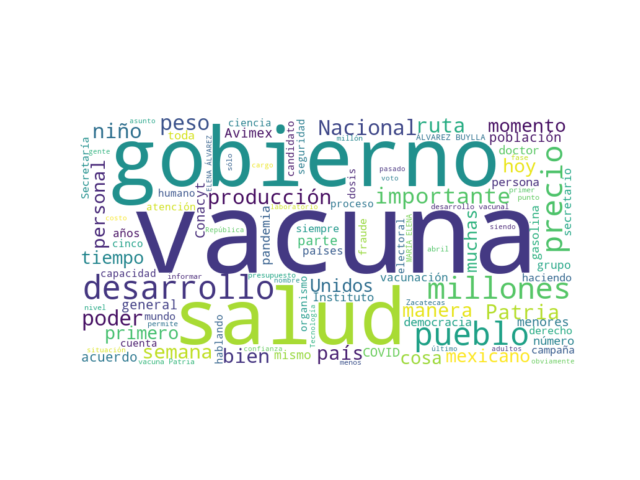 Secretaría
asunto
niño
gente
peso
toda
ELENA ÁLVAREZ
ciencia
Avimex
sólo
millón
seguridad
candidato
Nacional
ruta
momento
ÁLVAREZ BUYLLA
población
gobierno
pasado
voto
cargo
doctor
fase
hoy
precio
secretario
personal
humano
atención
Conacyt
producción
laboratorio
dosis
importante
persona
primer
punto
costa
años
cinco
tiempo
vacuna
República
pandemia
siempre
parte
países
proceso
fraude
electoral
MARÍA ELENA
desarrollo vacunal
abril
muchas
siendo
gasolina
grupo
capacidad
informar
presupuesto
nombre
Unidos
vacunación
desarrollo
salud
organismo
Instituto
millones
nivel
general
mundo
permite
poder
Zacatecas
manera
Patria
democracia
menores
derecho
primero
cuenta
hablando
Tecnología
pueblo
número
situación
semana
confianza
acuerdo
vacuna Patria
bien
mismo
país
menos
COVID
cosa
último
mexicano
adultos
campaña
obviamente
haciendo